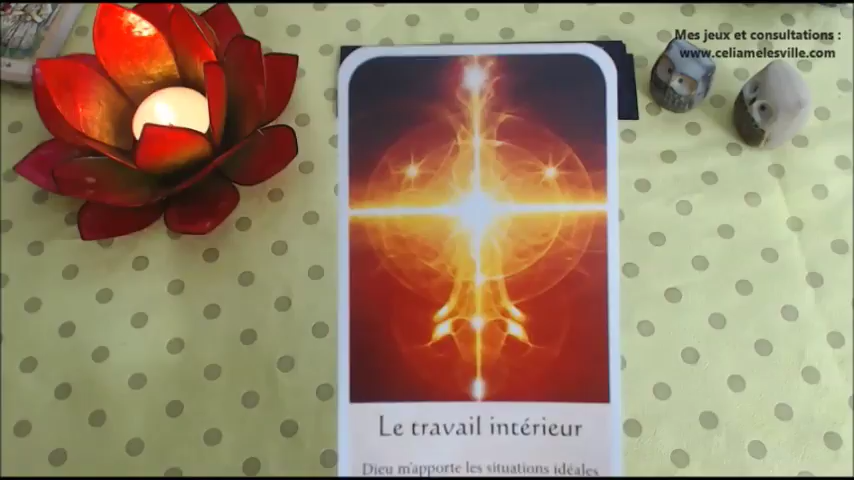 Mes jeux et consultations :
www.celiamelesville.com
Le travail intérieur
Dieu m'apporte les situations idéales